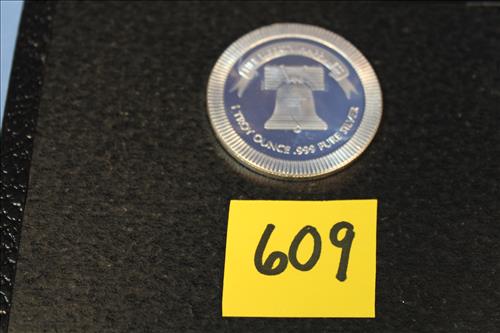 1 TROY OUNCE .999 PURE SILVER
609